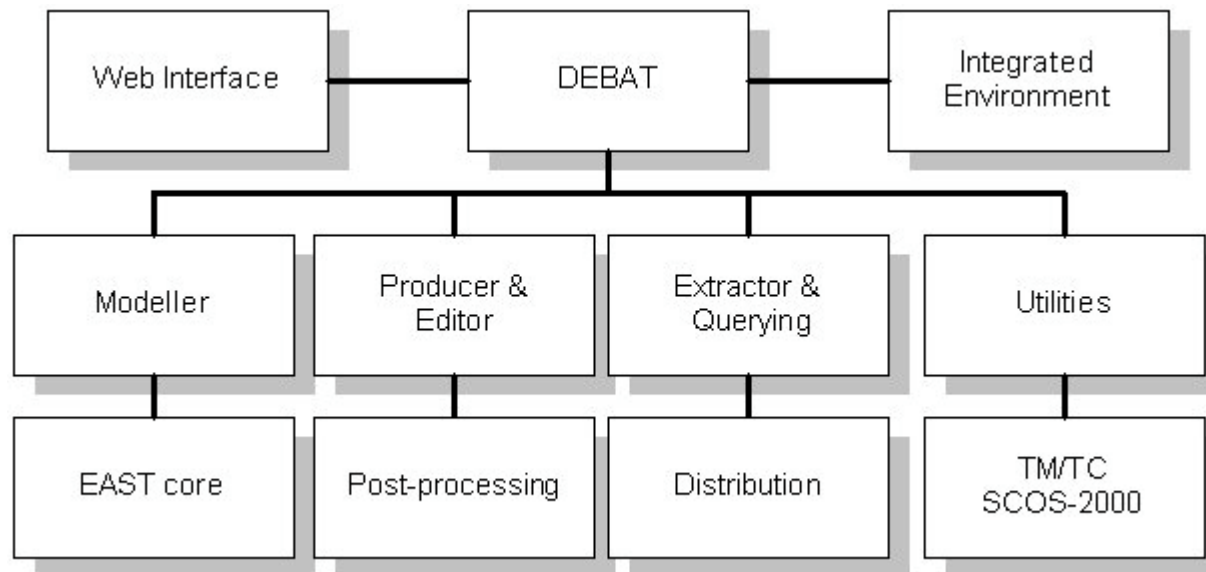 Web Interface
DEBAT
Integrated
Environment
Modeller
Producer &
Editor
Extractor &
Querying
Utilities
EAST core
Post-processing
Distribution
TM/TC
SCOS-2000